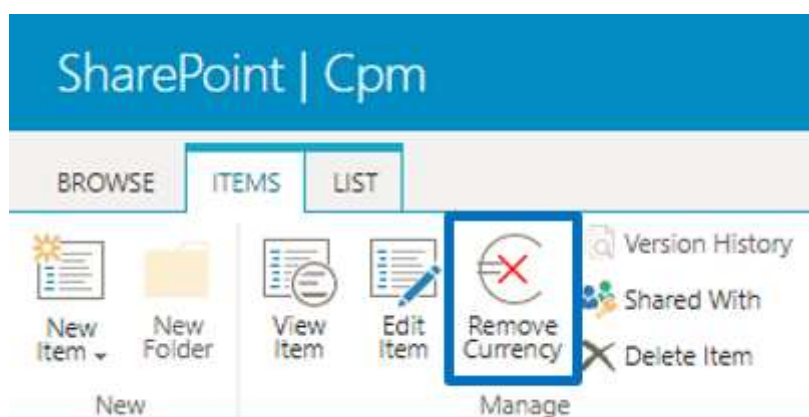 SharePoint | Cpm
BROWSE ITEMS LIST
New Item
New Folder
View Item
Edit Item
Remove Currency
Version History
Shared With
Delete Item
New Manage